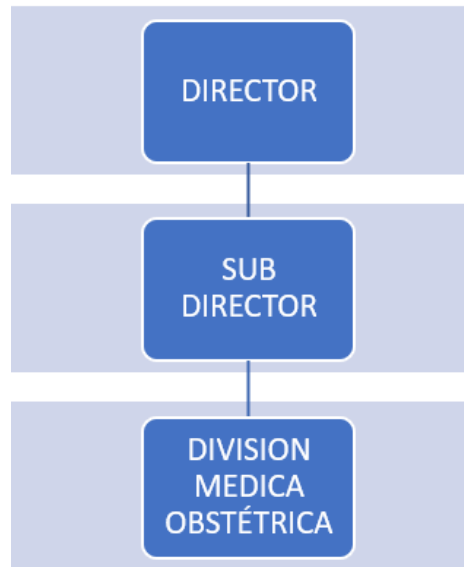 DIRECTOR
SUB
DIRECTOR
DIVISION
MEDICA
OBSTÉTRICA